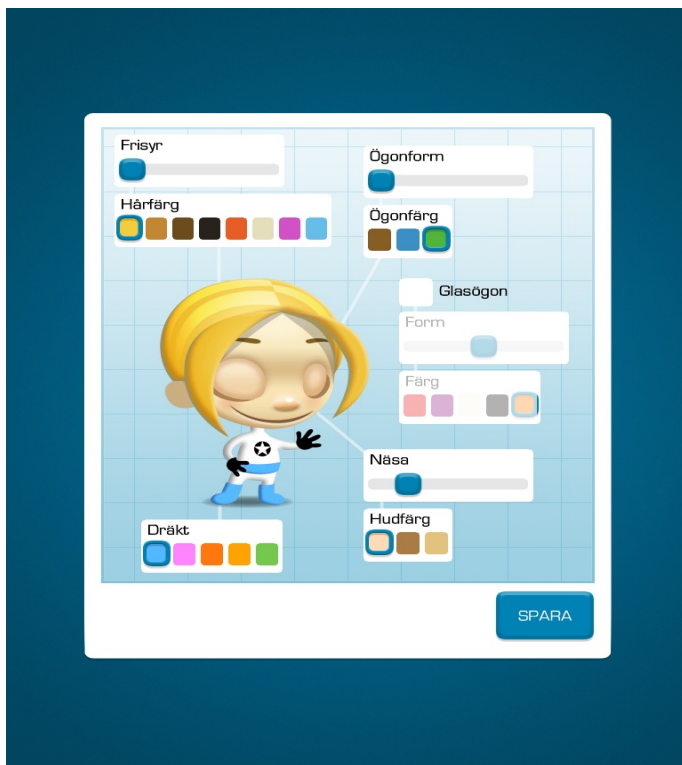 Frisyr
Hårfärg
Ögonform
Ögonfärg
Glasögon
Form
Färg
Näsa
Hudfärg
Dräkt
SPARA